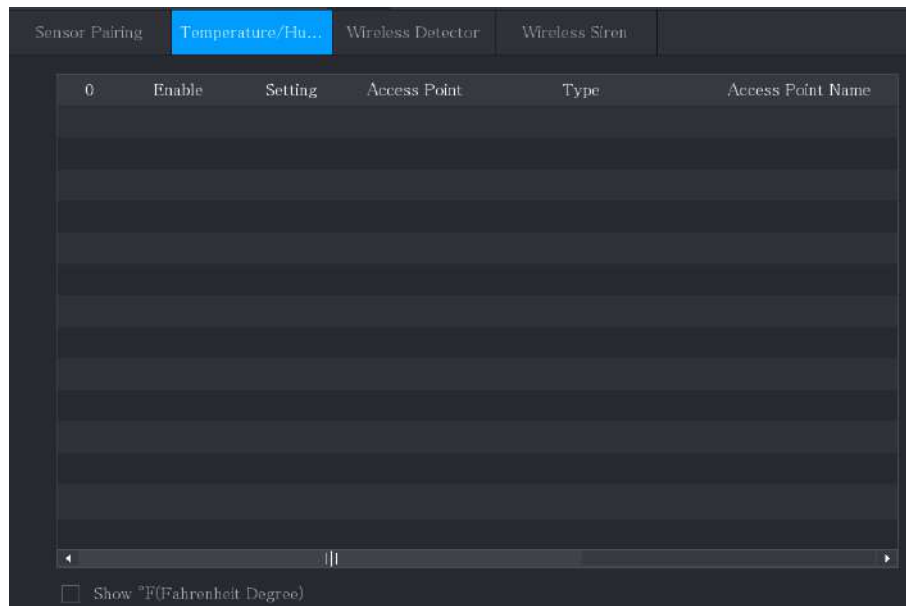 Sensor Pairing Temperature/Hu... Wireless Detector Wireless Siren
0 Enable Setting Access Point Type Access Point Name
Show °F(Fahrenheit Degree)